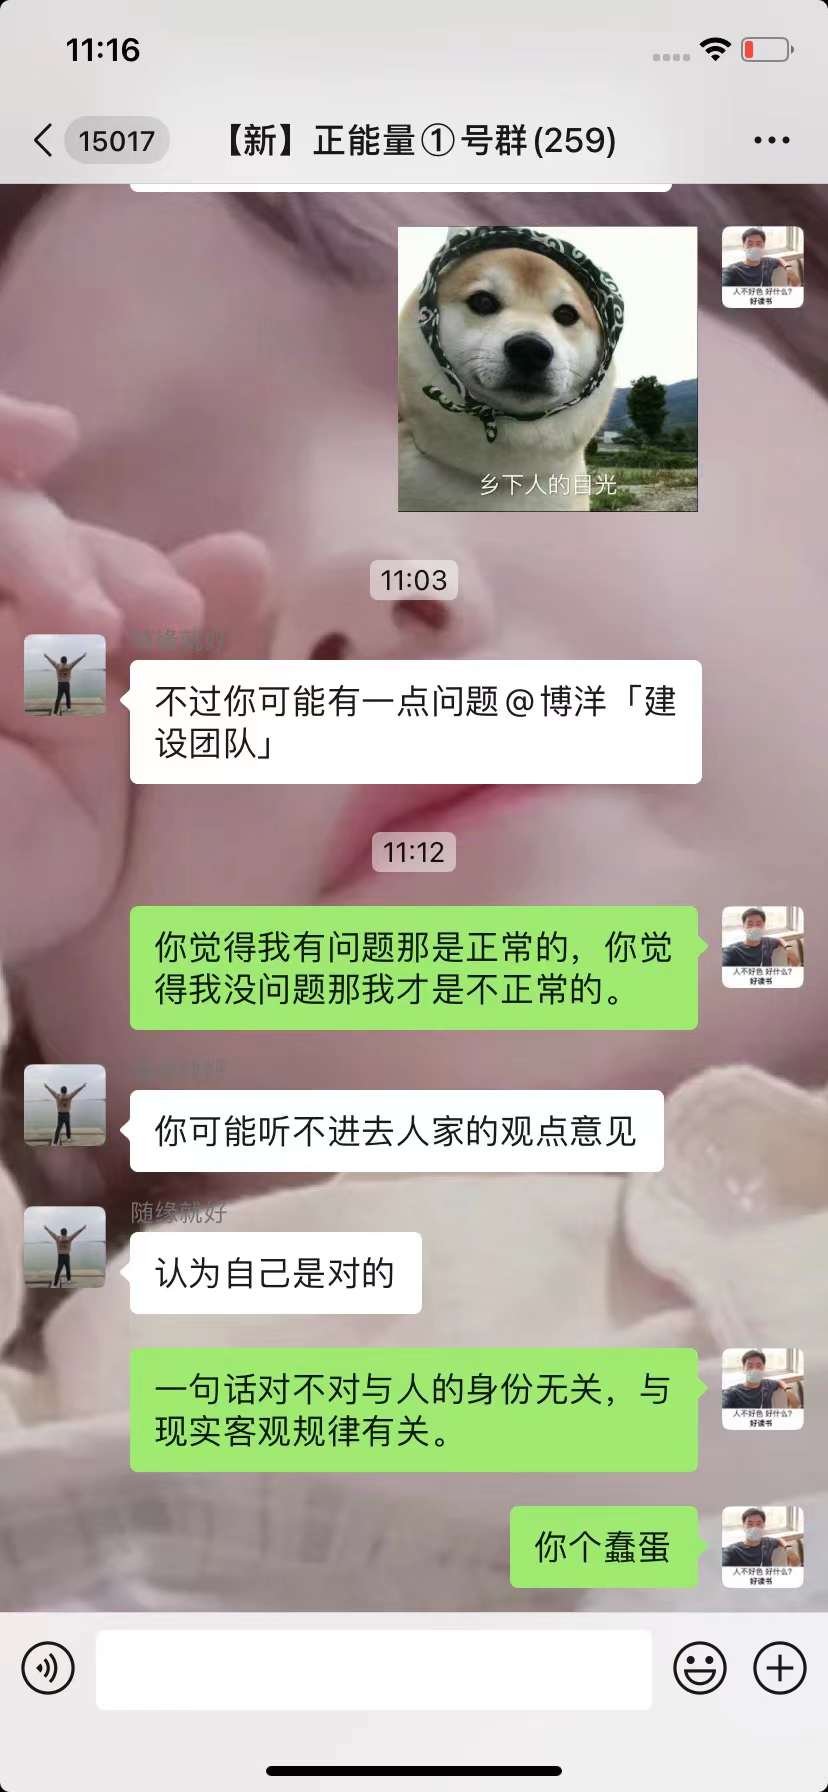 11:16
15017
【新】正能量①号群(259)
人不好色 好什么?
好读书
乡下人的目光
11:03
随缘就好
不过你可能有一点问题@博洋「建
设团队」
11:12
你觉得我有问题那是正常的，你觉
得我没问题那我才是不正常的。
人不好色 好什么?
好读书
你可能听不进去人家的观点意见
随缘就好
认为自己是对的
一句话对不对与人的身份无关，与
现实客观规律有关。
人不好色 好什么?
好读书
你个蠢蛋
人不好色 好什么?
好读书